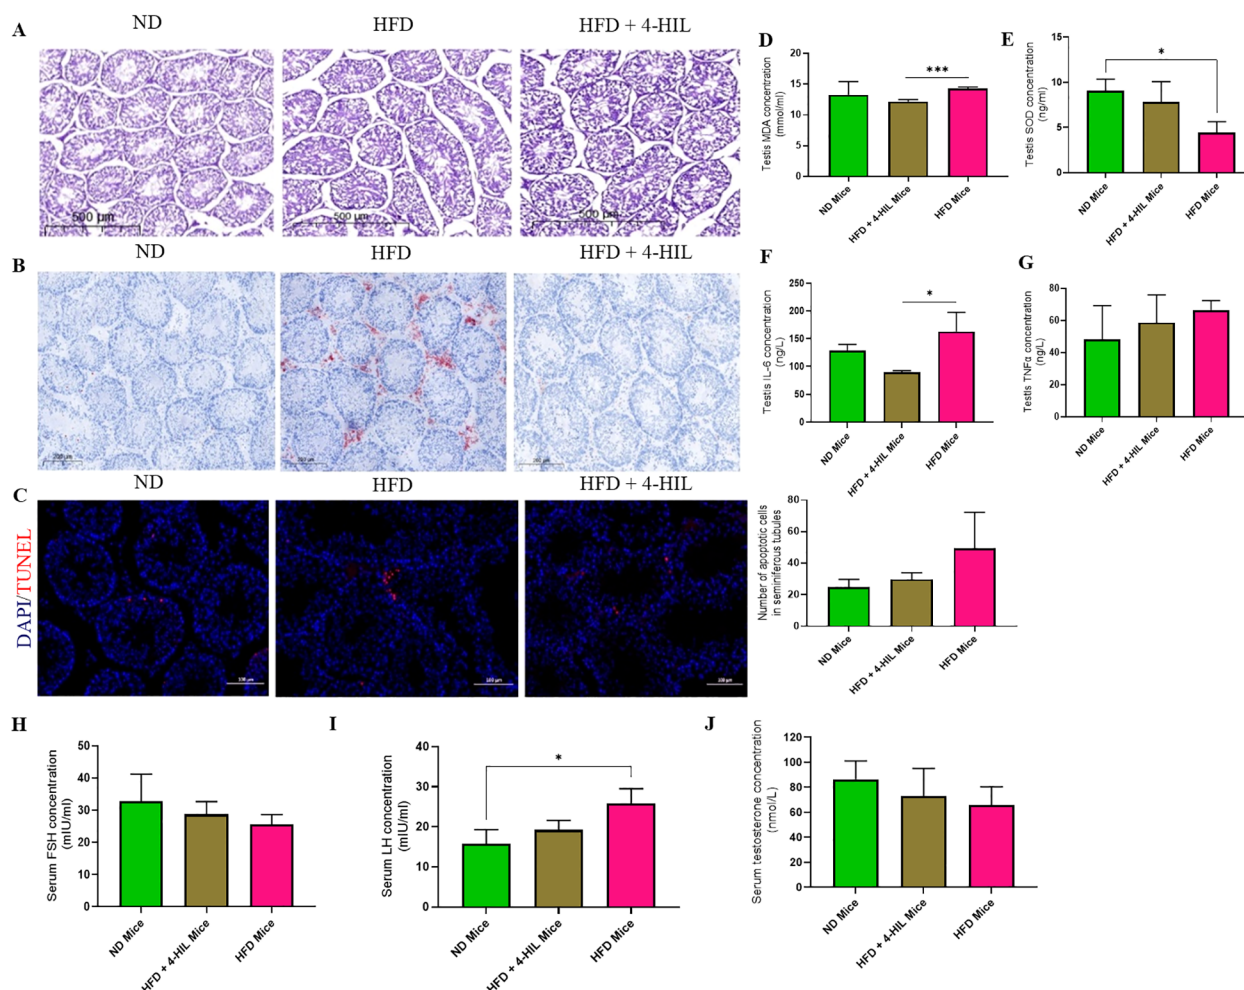 A
ND
HFD
HFD + 4-HIL
500 µm
500 µm
500 µm
B
ND
HFD
HFD + 4-HIL
200 µm
C
ND
HFD
HFD + 4-HIL
DAPI/TUNEL
100 µm
100 µm
100 µm
D
Testis MDA concentration
(mmol/ml)
20
15
10
5
0
***
ND Mice
HFD + 4-HIL Mice
HFD Mice
E
Testis SOD concentration
(ng/ml)
15
10
5
0
*
ND Mice
HFD + 4-HIL Mice
HFD Mice
F
Testis IL-6 concentration
(ng/L)
250
200
150
100
50
0
*
ND Mice
HFD + 4-HIL Mice
HFD Mice
G
Testis TNFα concentration
(ng/L)
80
60
40
20
0
ND Mice
HFD + 4-HIL Mice
HFD Mice
Number of apoptotic cells
in seminiferous tubules
80
60
40
20
0
ND Mice
HFD + 4-HIL Mice
HFD Mice
H
Serum FSH concentration
(mIU/ml)
50
40
30
20
10
0
ND Mice
HFD + 4-HIL Mice
HFD Mice
I
Serum LH concentration
(mIU/ml)
40
30
20
10
0
*
ND Mice
HFD + 4-HIL Mice
HFD Mice
J
Serum testosterone concentration
(nmol/L)
120
100
80
60
40
20
0
ND Mice
HFD + 4-HIL Mice
HFD Mice